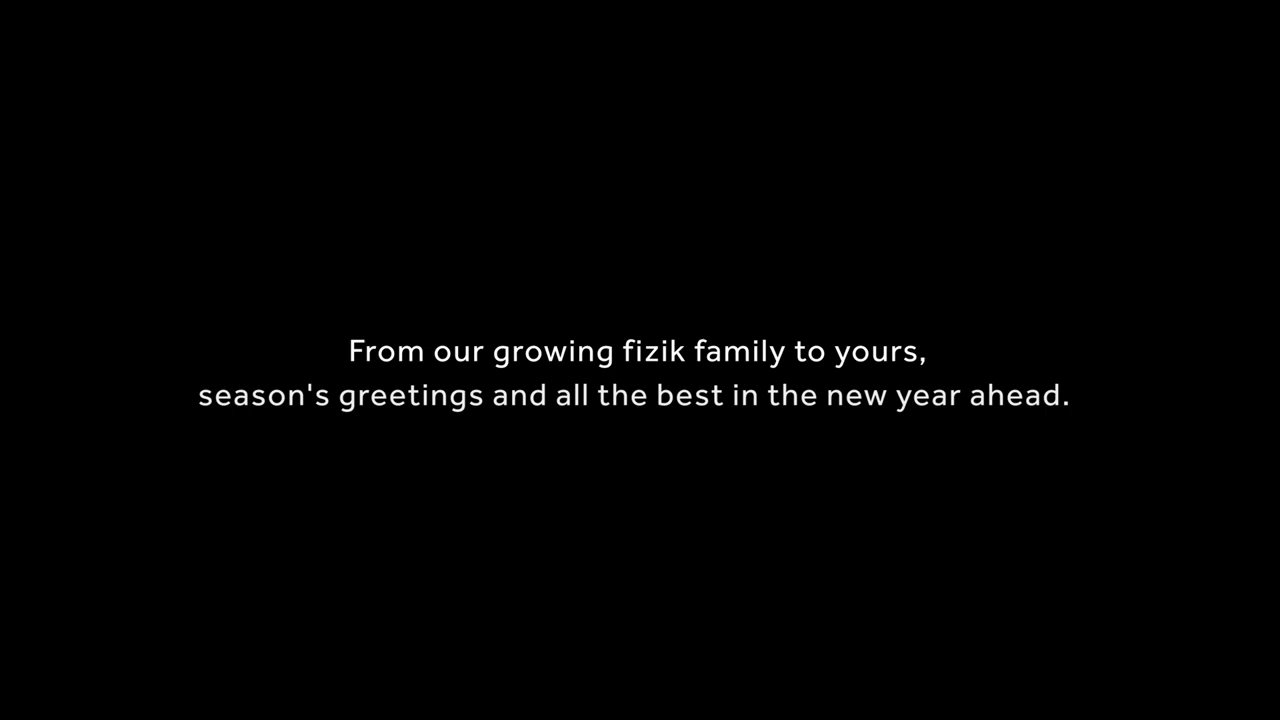 From our growing fizik family to yours,
season's greetings and all the best in the new year ahead.